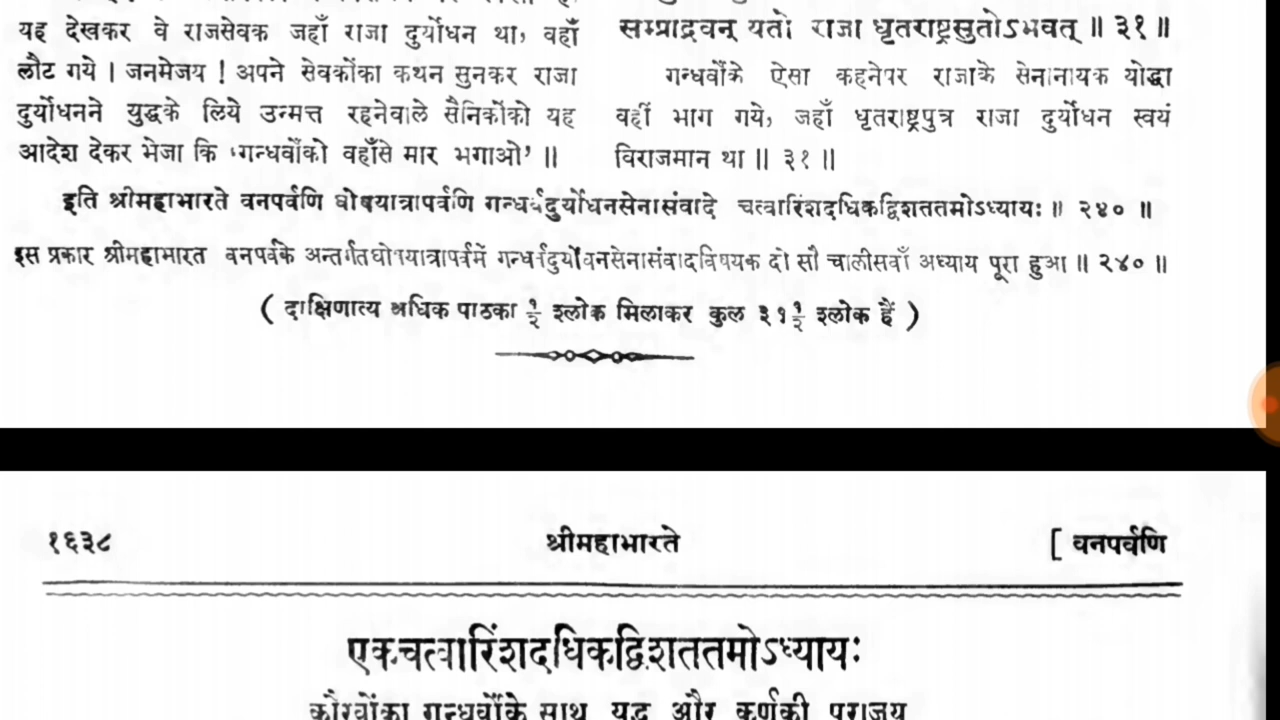 यह देखकर वे राजसेवक जहाँ राजा दुर्योधन था, वहाँ
लौट गये । जनमेजय ! अपने सेवकोंका कथन सुनकर राजा
दुर्योधनने युद्धके लिये उन्मत्त रहनेवाले सैनिकोंको यह
आदेश देकर भेजा कि ‘गन्धर्वोंको वहाँसे मार भगाओ’ ॥
सम्प्राद्रवन् यतो राजा धृतराष्ट्रसुतोऽभवत् ॥ ३१ ॥
गन्धर्वोंके ऐसा कहनेपर राजाके सेनानायक योद्धा
वहीं भाग गये, जहाँ धृतराष्ट्रपुत्र राजा दुर्योधन स्वयं
विराजमान था ॥ ३१ ॥
इति श्रीमहाभारते वनपर्वणि घोषयात्रापर्वणि गन्धर्वदुर्योधनसेनासंवादे चत्वारिंशदधिकद्विशततमोऽध्यायः ॥ २४० ॥
इस प्रकार श्रीमहाभारत वनपर्वके अन्तर्गत घोषयात्रापर्वमें गन्धर्वदुर्योधनसेनासंवादविषयक दो सौ चालीसवाँ अध्याय पूरा हुआ ॥ २४० ॥
( दाक्षिणात्य अधिक पाठका १/२ श्लोक मिलाकर कुल ३१ १/२ श्लोक हैं )
१६३८
श्रीमहाभारते
[ वनपर्वणि
एकचत्वारिंशदधिकद्विशततमोऽध्यायः
कौरवोंका गन्धर्वोंके साथ युद्ध और कर्णकी पराजय